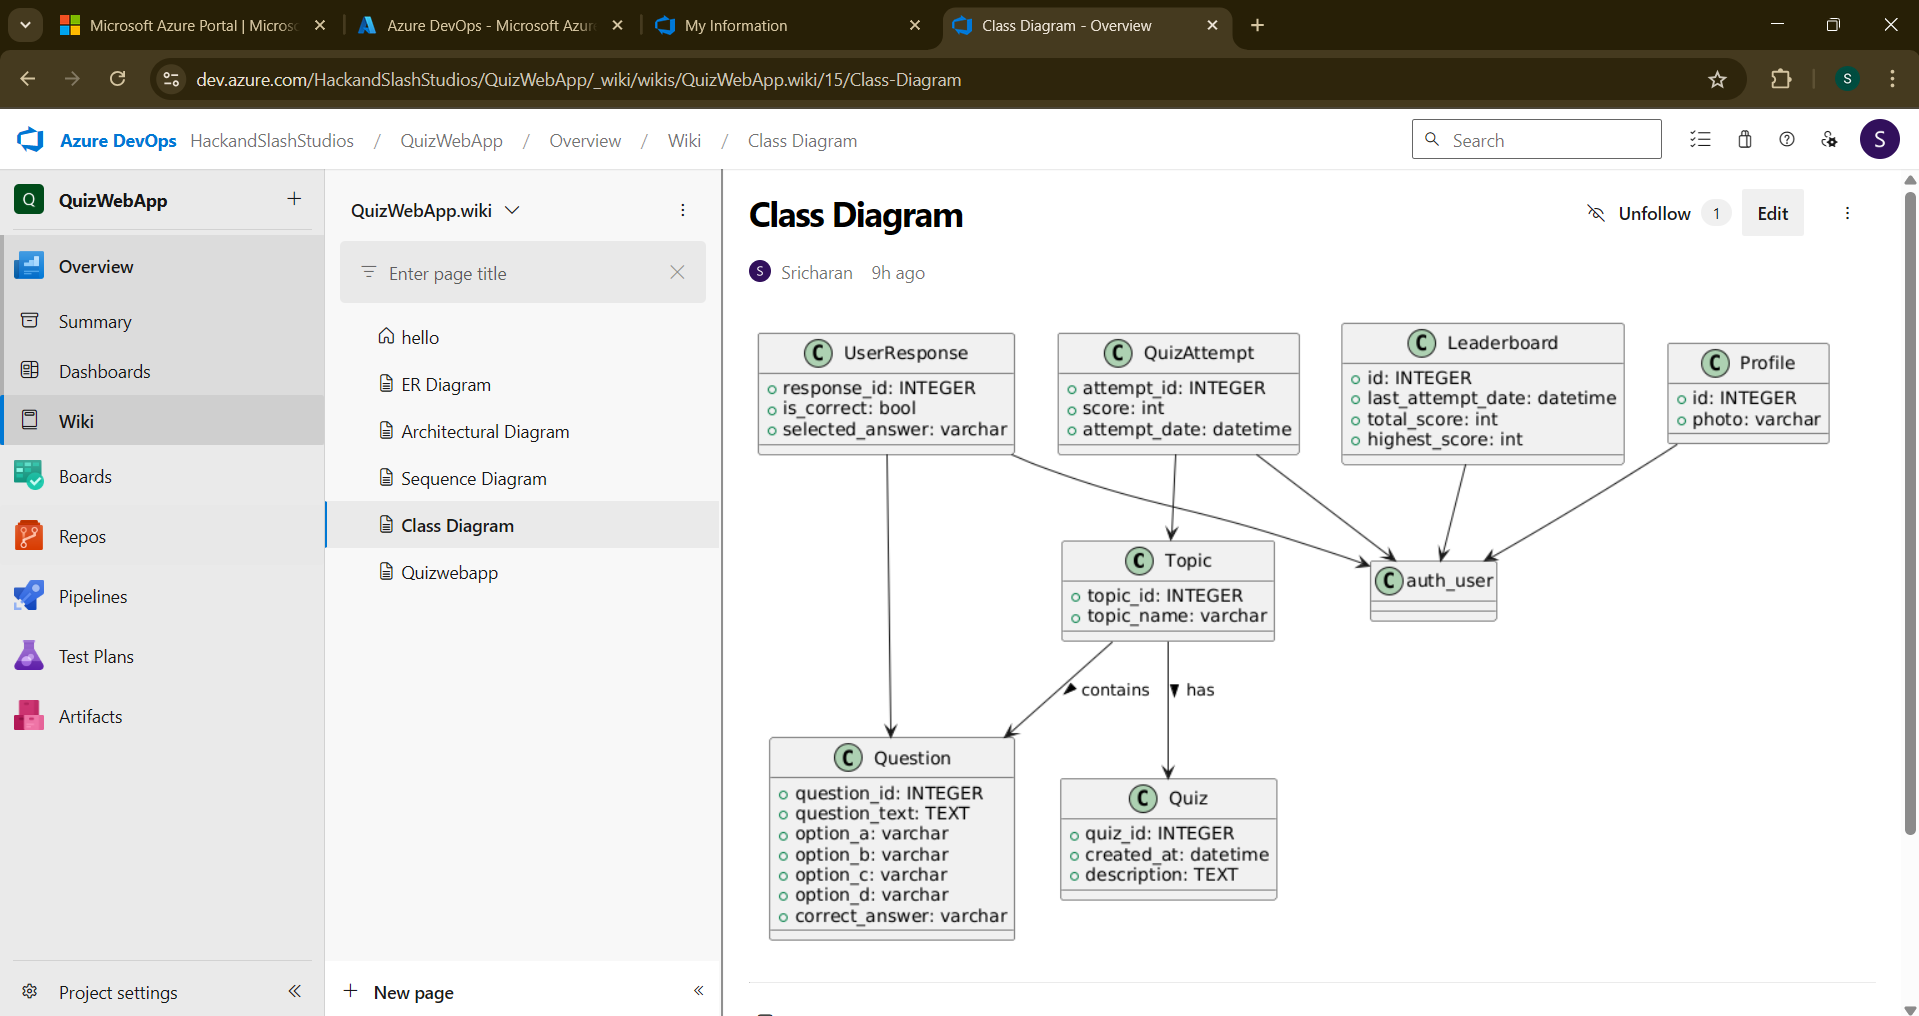 Microsoft Azure Portal | Micros
Azure DevOps - Microsoft Azur
My Information
Class Diagram - Overview
dev.azure.com/HackandSlashStudios/QuizWebApp/_wiki/wikis/QuizWebApp.wiki/15/Class-Diagram
S
Azure DevOps HackandSlashStudios / QuizWebApp / Overview / Wiki / Class Diagram
Search
S
Q QuizWebApp
Overview
Summary
Dashboards
Wiki
Boards
Repos
Pipelines
Test Plans
Artifacts
Project settings
QuizWebApp.wiki
Enter page title
hello
ER Diagram
Architectural Diagram
Sequence Diagram
Class Diagram
Quizwebapp
New page
Class Diagram
Unfollow 1 Edit
S Sricharan 9h ago
C UserResponse
response_id: INTEGER
is_correct: bool
selected_answer: varchar
C QuizAttempt
attempt_id: INTEGER
score: int
attempt_date: datetime
C Leaderboard
id: INTEGER
last_attempt_date: datetime
total_score: int
highest_score: int
C Profile
id: INTEGER
photo: varchar
C Topic
topic_id: INTEGER
topic_name: varchar
C auth_user
contains
has
C Question
question_id: INTEGER
question_text: TEXT
option_a: varchar
option_b: varchar
option_c: varchar
option_d: varchar
correct_answer: varchar
C Quiz
quiz_id: INTEGER
created_at: datetime
description: TEXT